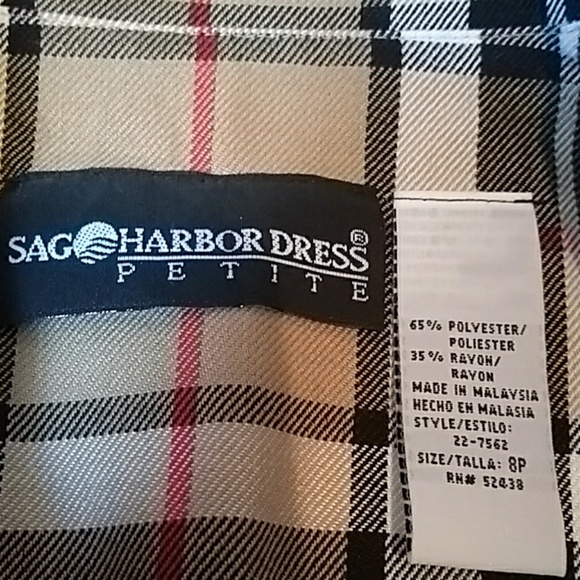 SAG HARBOR DRESS®
PETITE
65% POLYESTER/
POLIESTER
35% RAYON/
RAYON
MADE IN MALAYSIA
HECHO EN MALASIA
STYLE/ESTILO:
22-7562
SIZE/TALLA: 8P
RN# 52438